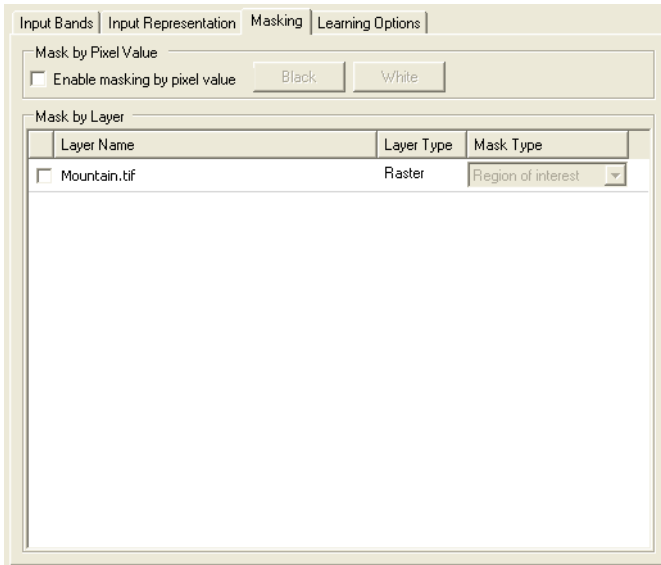 Input Bands Input Representation Masking Learning Options
Mask by Pixel Value
Enable masking by pixel value Black White
Mask by Layer
Layer Name Layer Type Mask Type
Mountain.tif Raster Region of interest